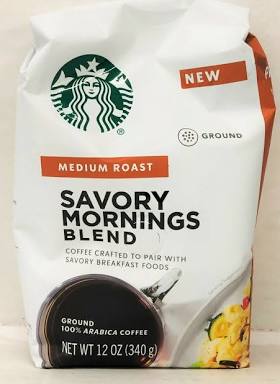 NEW
®
GROUND
MEDIUM ROAST
SAVORY
MORNINGS
BLEND
COFFEE CRAFTED TO PAIR WITH
SAVORY BREAKFAST FOODS
GROUND
100% ARABICA COFFEE
NET WT 12 OZ (340 g)